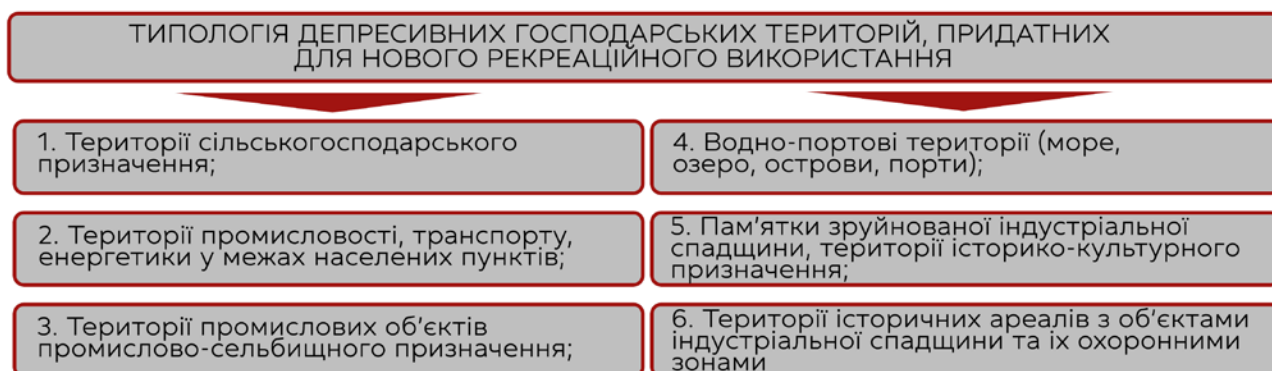 ТИПОЛОГІЯ ДЕПРЕСИВНИХ ГОСПОДАРСЬКИХ ТЕРИТОРІЙ, ПРИДАТНИХ
ДЛЯ НОВОГО РЕКРЕАЦІЙНОГО ВИКОРИСТАННЯ
1. Території сільськогосподарського
призначення;
2. Території промисловості, транспорту,
енергетики у межах населених пунктів;
3. Території промислових об’єктів
промислово-сельбищного призначення;
4. Водно-портові території (море,
озеро, острови, порти);
5. Пам’ятки зруйнованої індустріальної
спадщини, території історико-культурного
призначення;
6. Території історичних ареалів з об’єктами
індустріальної спадщини та їх охоронними
зонами